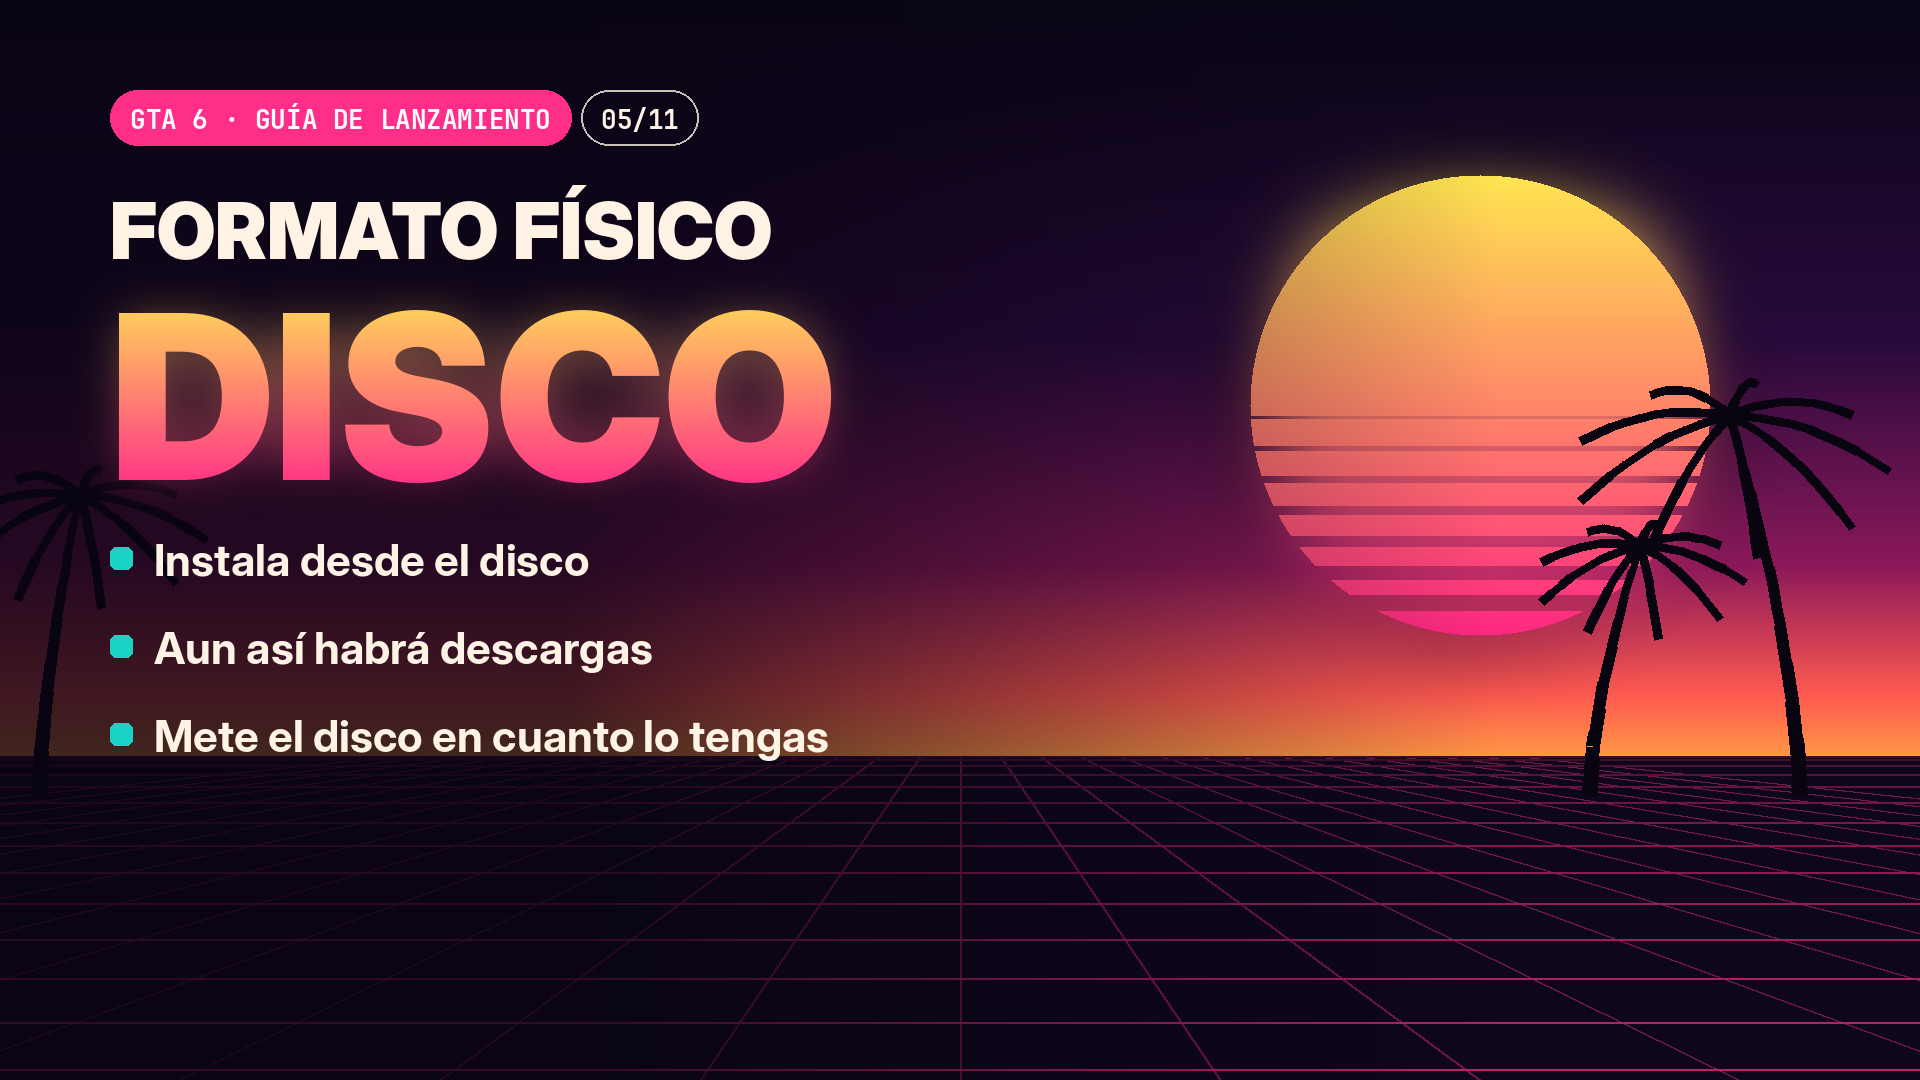 GTA 6 · GUÍA DE LANZAMIENTO
05/11
FORMATO FÍSICO
DISCO
Instala desde el disco
Aun así habrá descargas
Mete el disco en cuanto lo tengas